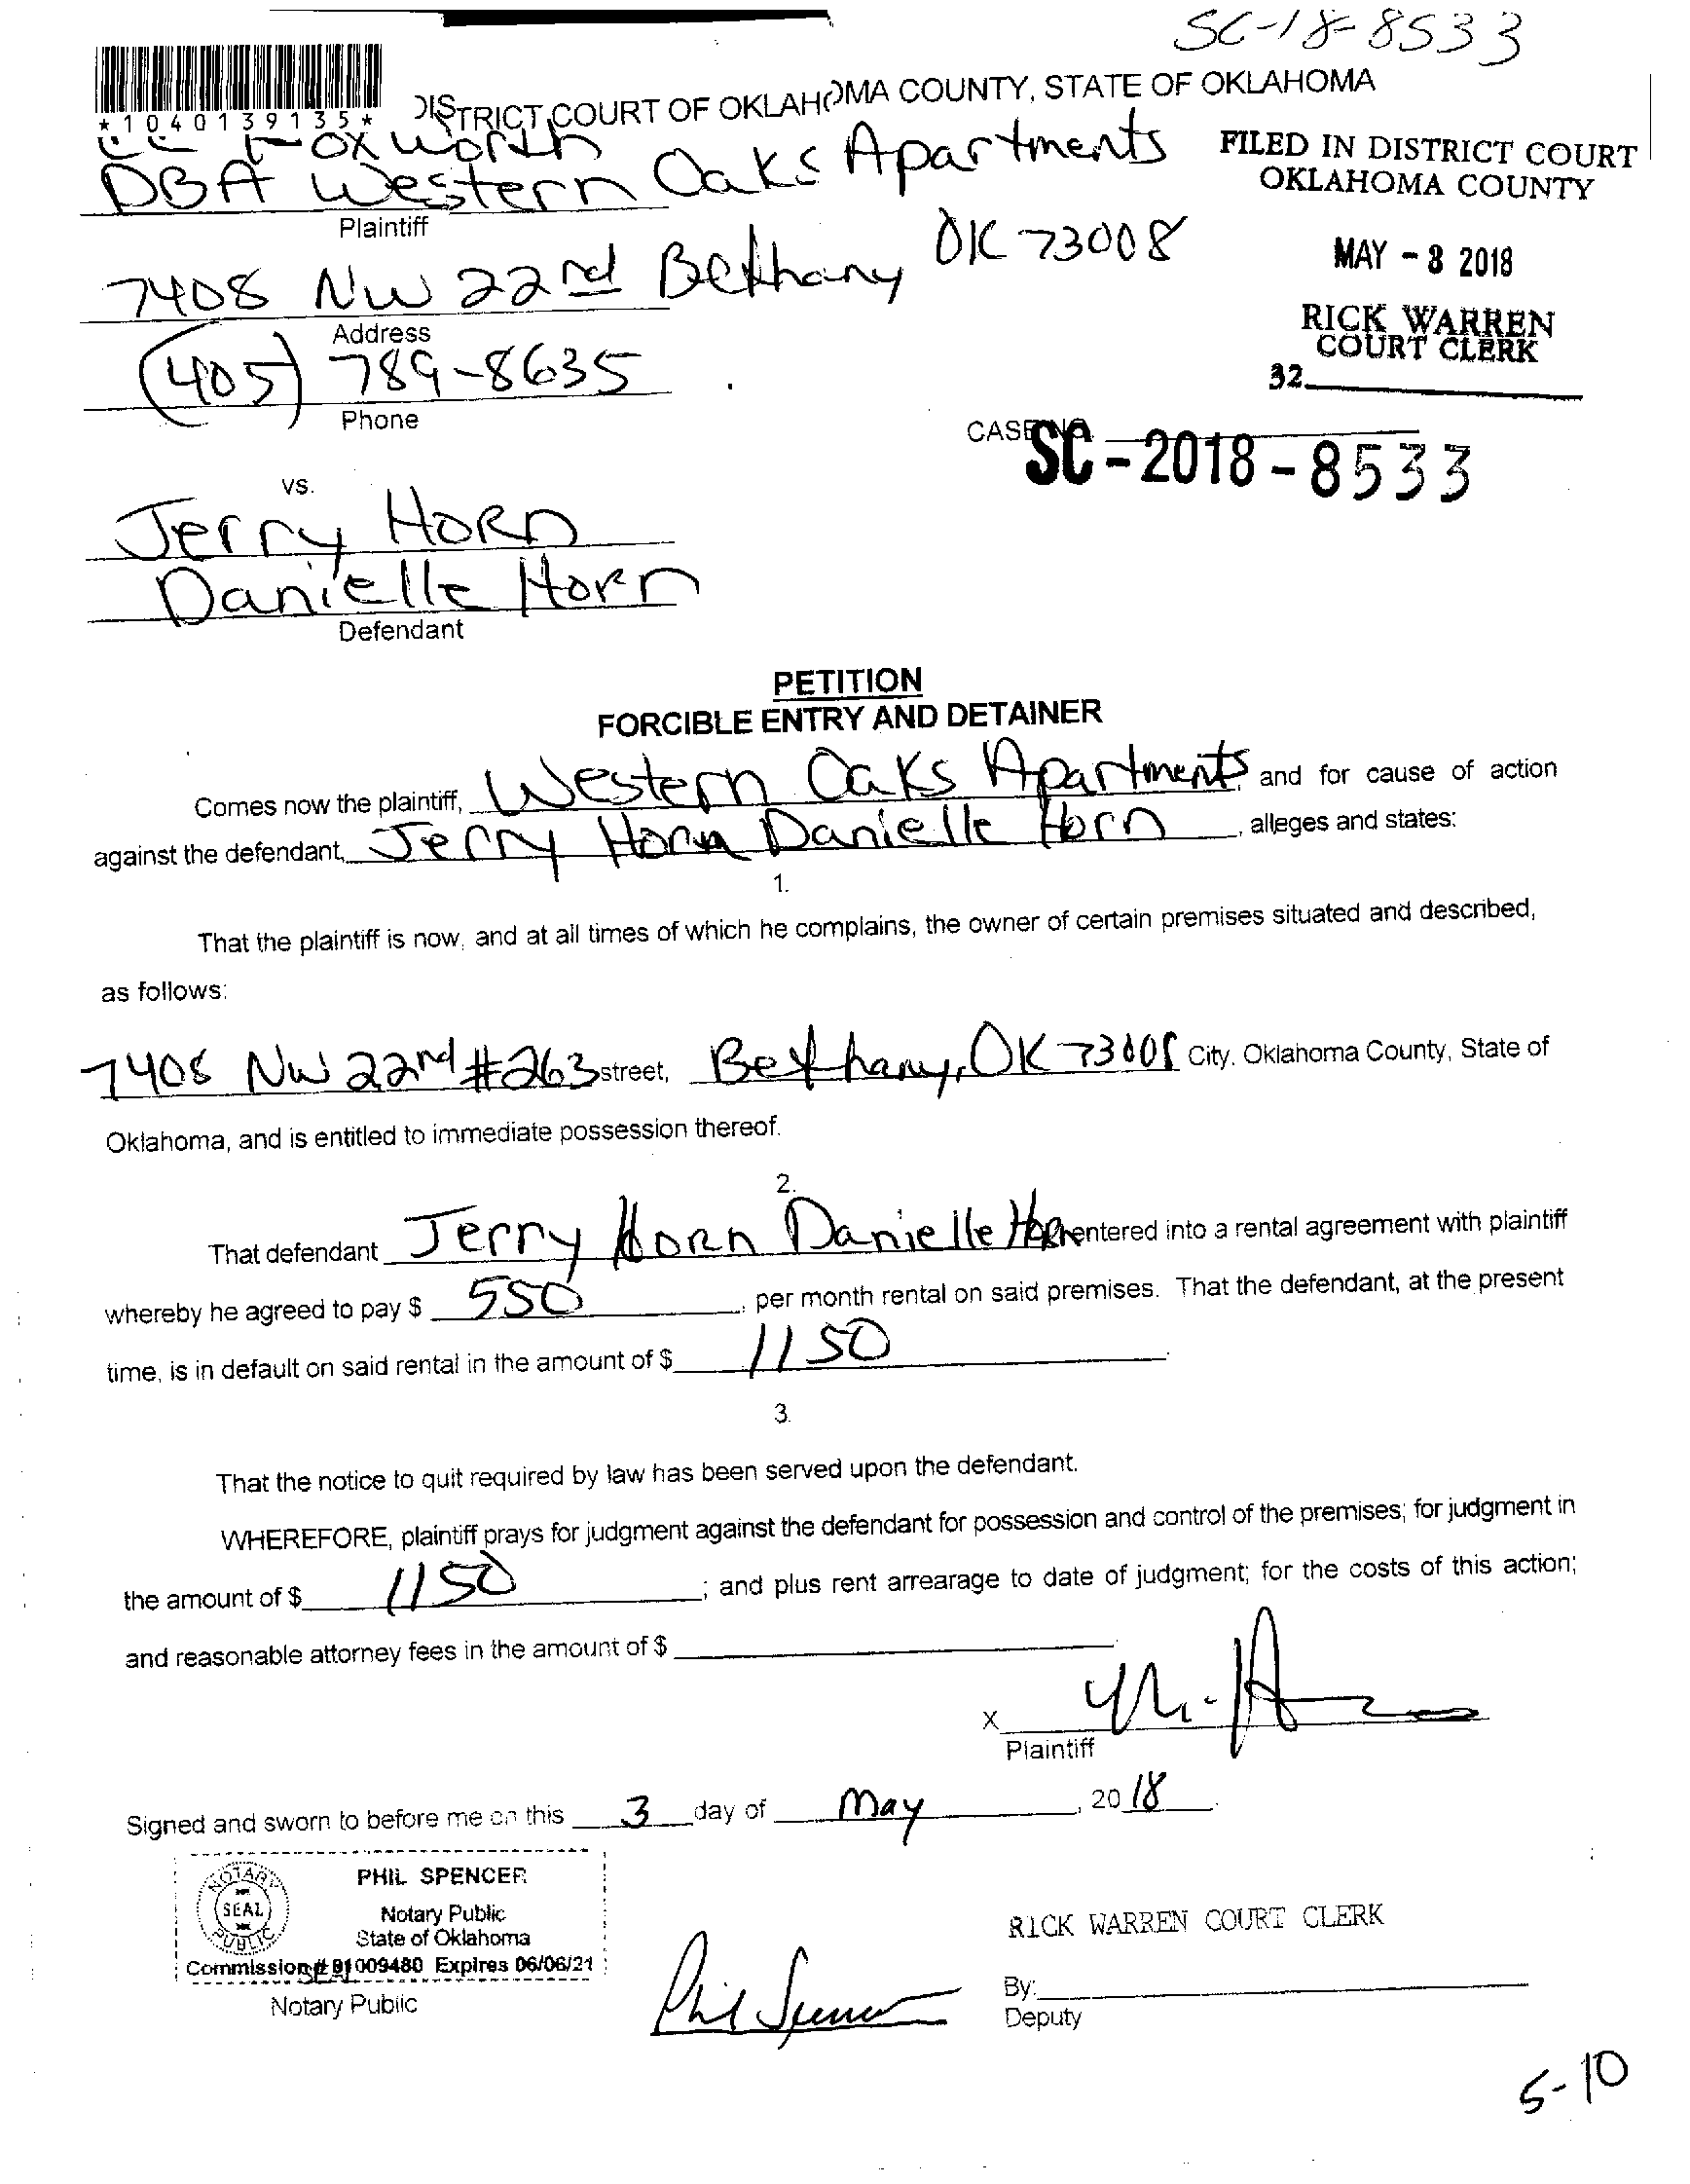 SC-18-8533
*1040139135*
DISTRICT COURT OF OKLAHOMA COUNTY, STATE OF OKLAHOMA
Foxworth
DBA Western Oaks Apartments
Plaintiff
FILED IN DISTRICT COURT
OKLAHOMA COUNTY
7408 NW 22nd Bethany OK 73008
Address
MAY - 8 2018
(405) 789-8635
Phone
RICK WARREN
COURT CLERK
32
CASE NO.
SC-2018-8533
vs.
Jerry HORN
Danielle Horn
Defendant
PETITION
FORCIBLE ENTRY AND DETAINER
Comes now the plaintiff, Western Oaks Apartments, and for cause of action
against the defendant, Jerry Horn Danielle Horn, alleges and states:
1.
That the plaintiff is now, and at all times of which he complains, the owner of certain premises situated and described,
as follows:
7408 NW 22nd #263 street, Bethany, OK 73008 City, Oklahoma County, State of
Oklahoma, and is entitled to immediate possession thereof.
2.
That defendant Jerry Horn Danielle Horn entered into a rental agreement with plaintiff
whereby he agreed to pay $ 550, per month rental on said premises. That the defendant, at the present
time, is in default on said rental in the amount of $ 1150.
3.
That the notice to quit required by law has been served upon the defendant.
WHEREFORE, plaintiff prays for judgment against the defendant for possession and control of the premises; for judgment in
the amount of $ 1150; and plus rent arrearage to date of judgment; for the costs of this action;
and reasonable attorney fees in the amount of $
X
Plaintiff
Signed and sworn to before me on this 3 day of May, 2018.
NOTARY PUBLIC SEAL
PHIL SPENCER
Notary Public
State of Oklahoma
Commission # 01009480 Expires 06/06/21
Notary Public
Phil Spencer
RICK WARREN COURT CLERK
By:
Deputy
5-10